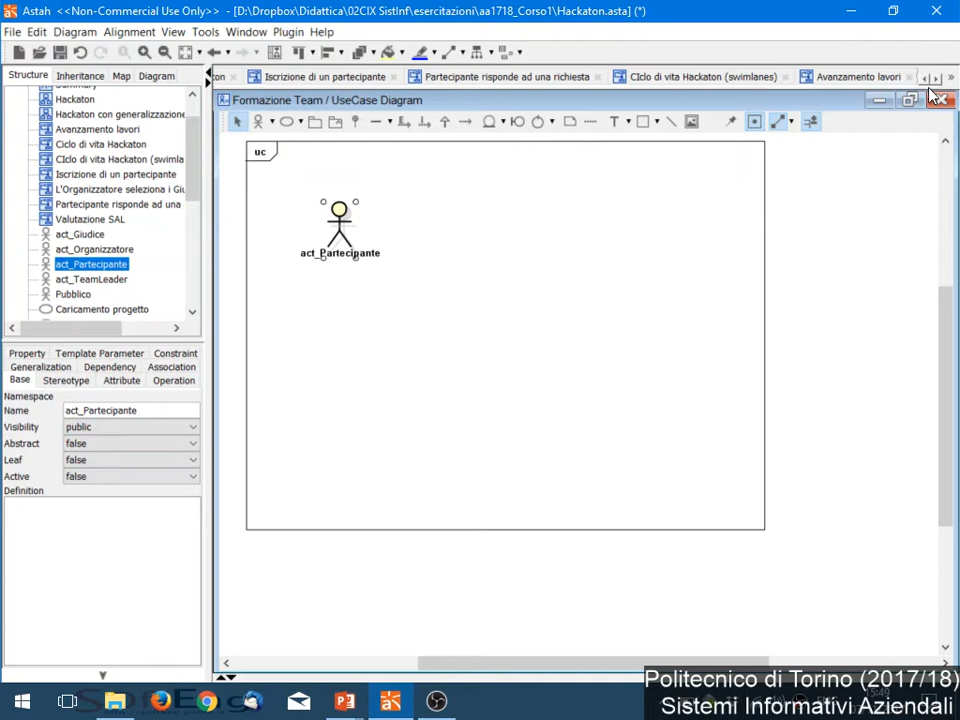 Astah <<Non-Commercial Use Only>> - [D:\Dropbox\Didattica\02CIX SistInf\esercitazioni\aa1718_Corso1\Hackaton.asta] (*)
File Edit Diagram Alignment View Tools Window Plugin Help
Structure Inheritance Map Diagram
on Iscrizione di un partecipante Partecipante risponde ad una richiesta CIclo di vita Hackaton (swimlanes) Avanzamento lavori
Formazione Team / UseCase Diagram
Summary
Hackaton
Hackaton con generalizzazione
Avanzamento lavori
Ciclo di vita Hackaton
CIclo di vita Hackaton (swimla
Iscrizione di un partecipante
L'Organizzatore seleziona i Giu
Partecipante risponde ad una
Valutazione SAL
act_Giudice
act_Organizzatore
act_Partecipante
act_TeamLeader
Pubblico
Caricamento progetto
uc
act_Partecipante
Property Template Parameter Constraint
Generalization Dependency Association
Base Stereotype Attribute Operation
Namespace
Name act_Partecipante
Visibility public
Abstract false
Leaf false
Active false
Definition
Politecnico di Torino (2017/18)
Sistemi Informativi Aziendali
SoftEng
15:49